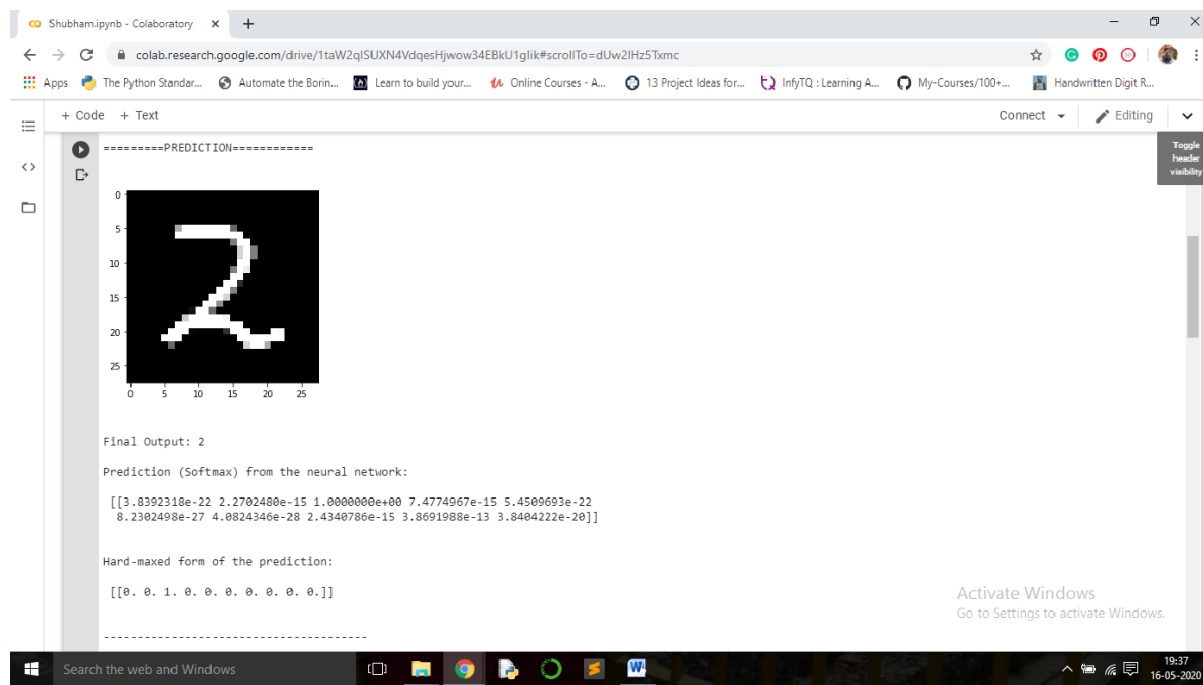 Shubham.ipynb - Colaboratory
colab.research.google.com/drive/1taW2qISUXN4VdqesHjwow34EBkU1gIik#scrollTo=dUw2IHz5Txmc
Apps The Python Standar... Automate the Borin... Learn to build your... Online Courses - A... 13 Project Ideas for... InfyTQ : Learning A... My-Courses/100+... Handwritten Digit R...
+ Code + Text Connect Editing
Toggle
header
visibility
=========PREDICTION============
0
5
10
15
20
25
0 5 10 15 20 25
2
Final Output: 2
Prediction (Softmax) from the neural network:
[[3.8392318e-22 2.2702480e-15 1.0000000e+00 7.4774967e-15 5.4509693e-22
8.2302498e-27 4.0824346e-28 2.4340786e-15 3.8691988e-13 3.8404222e-20]]
Hard-maxed form of the prediction:
[[0. 0. 1. 0. 0. 0. 0. 0. 0. 0.]]
--------------------------------------
Activate Windows
Go to Settings to activate Windows.
Search the web and Windows
19:37
16-05-2020